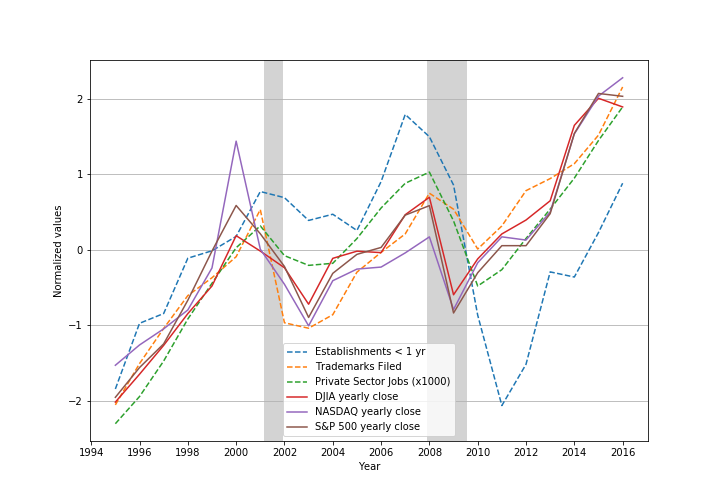 Normalized values
2
1
0
−1
−2
Establishments < 1 yr
Trademarks Filed
Private Sector Jobs (x1000)
DJIA yearly close
NASDAQ yearly close
S&P 500 yearly close
1994 1996 1998 2000 2002 2004 2006 2008 2010 2012 2014 2016
Year